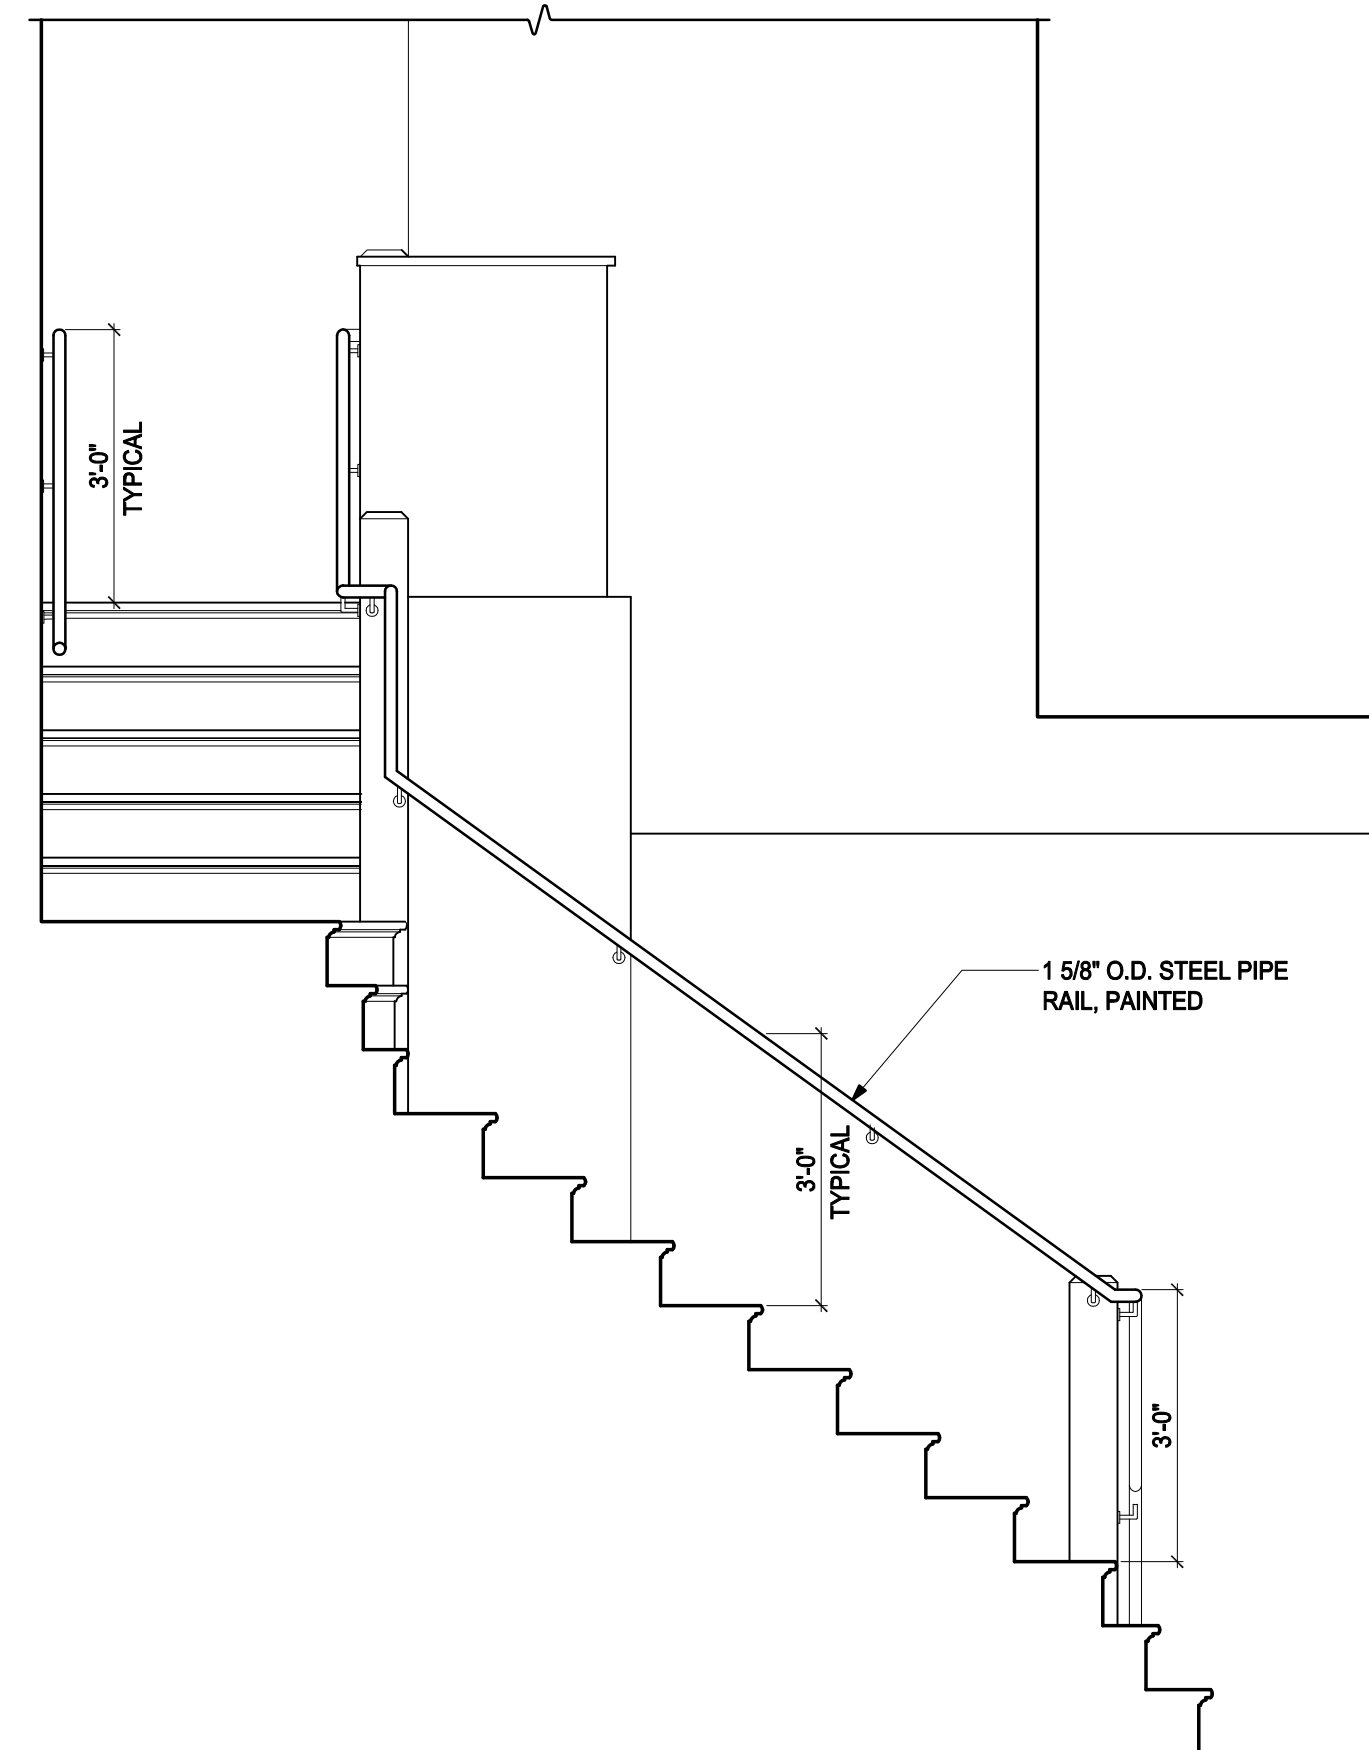 3'-0"
TYPICAL
1 5/8" O.D. STEEL PIPE
RAIL, PAINTED
3'-0"
TYPICAL
3'-0"